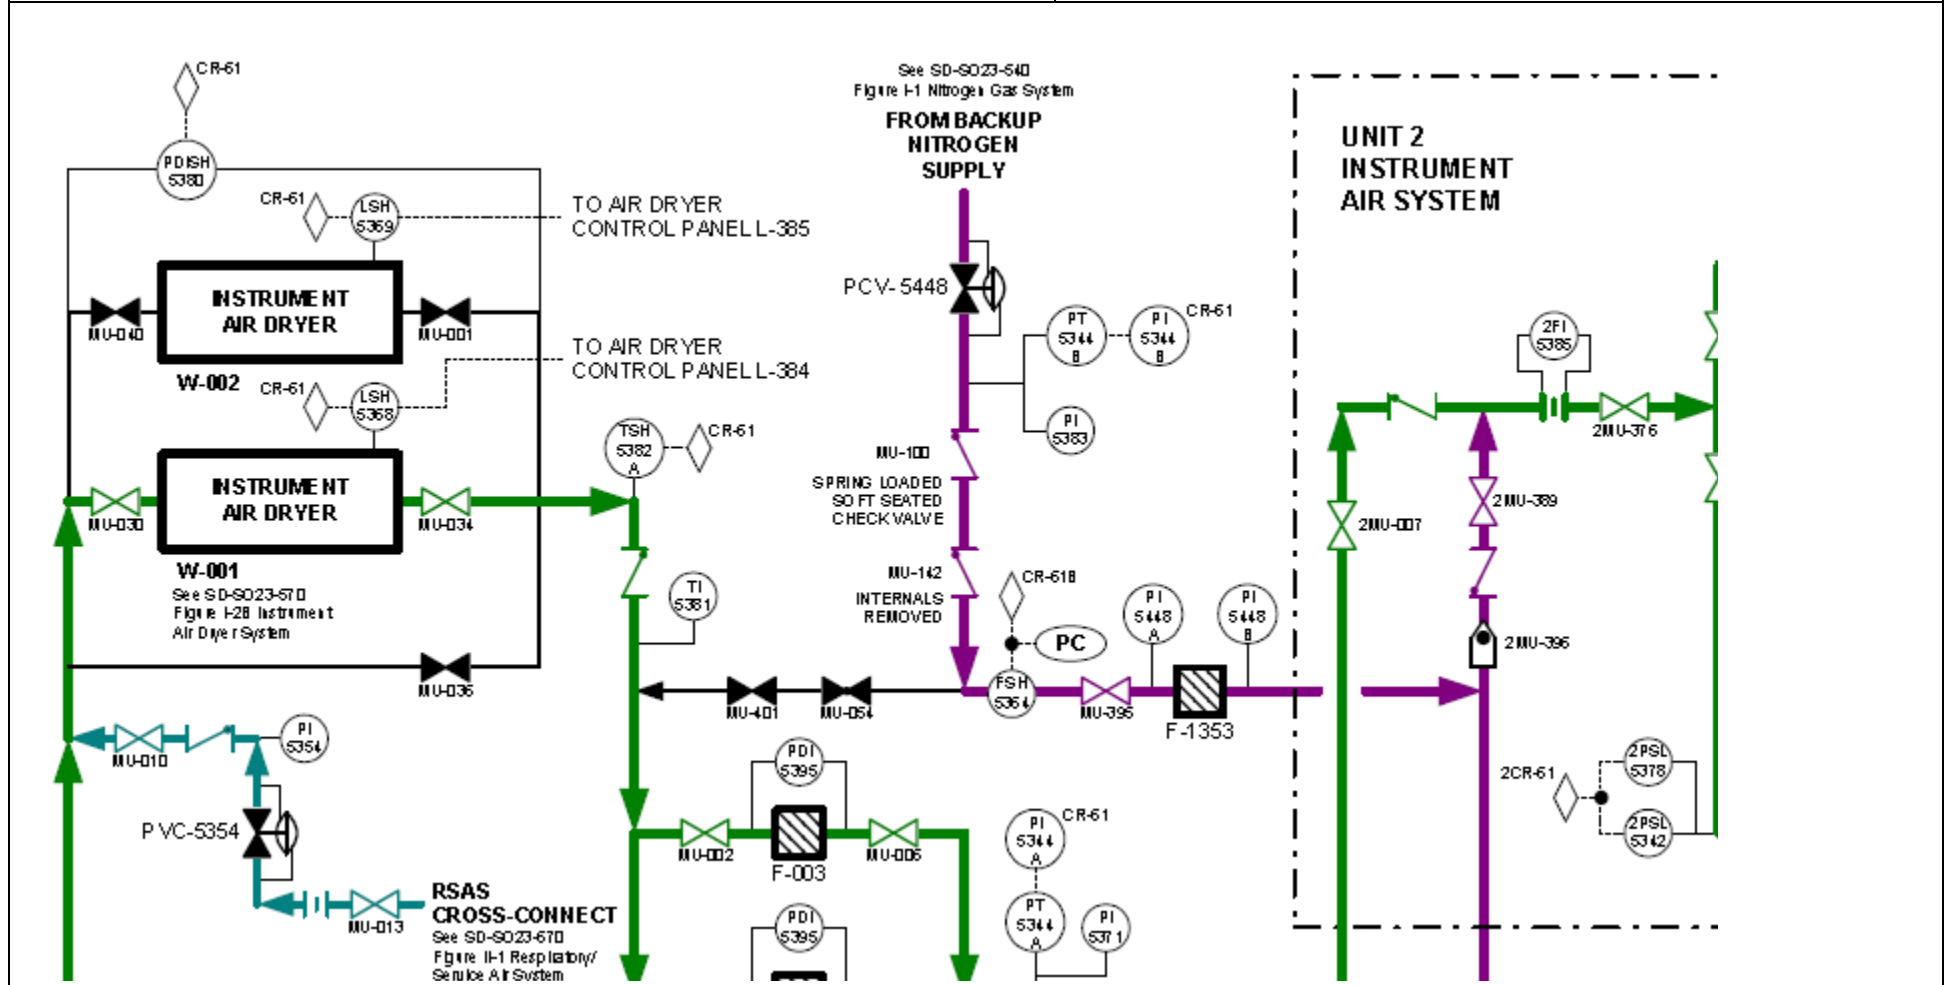 CR-61
PDISH
5380
CR-61
LSH
5369
TO AIR DRYER
CONTROL PANEL L-385
INSTRUMENT
AIR DRYER
MU-040
MU-001
W-002
TO AIR DRYER
CONTROL PANEL L-384
CR-61
LSH
5368
INSTRUMENT
AIR DRYER
MU-030
MU-034
W-001
See SD-SO23-570
Figure I-2B Instrument
Air Dryer System
MU-036
MU-010
PI
5354
PVC-5354
MU-013
RSAS
CROSS-CONNECT
See SD-SO23-670
Figure II-1 Respiratory/
Service Air System
TSH
5382
A
CR-61
TI
5381
See SD-SO23-540
Figure I-1 Nitrogen Gas System
FROM BACKUP
NITROGEN
SUPPLY
PCV-5448
PT
5344
B
PI
5344
B
CR-61
PI
5383
MU-100
SPRING LOADED
SOFT SEATED
CHECK VALVE
MU-142
INTERNALS
REMOVED
CR-61B
PC
FSH
5364
MU-401
MU-054
MU-395
PI
5448
A
PI
5448
B
F-1353
PDI
5395
MU-002
MU-006
F-003
PDI
5395
PI
5344
A
CR-61
PT
5344
A
PI
5371
UNIT 2
INSTRUMENT
AIR SYSTEM
2FI
5385
2MU-376
2MU-007
2MU-389
2MU-396
2CR-61
2PSL
5378
2PSL
5342